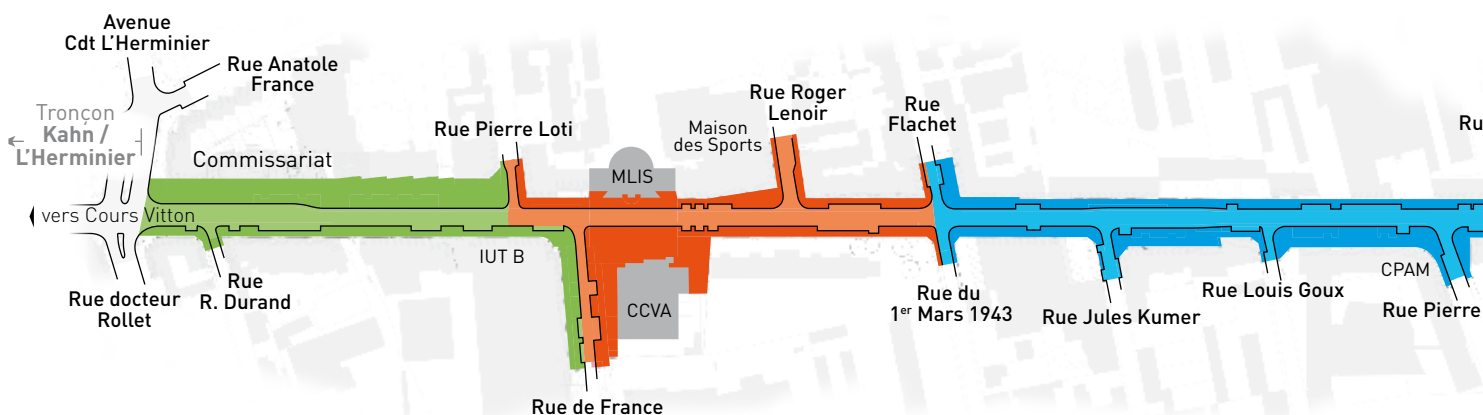 Avenue
Cdt L'Herminier
Rue Anatole
France
Tronçon
Kahn /
L'Herminier
Commissariat
vers Cours Vitton
Rue docteur
Rollet
Rue
R. Durand
Rue Pierre Loti
IUT B
Rue de France
MLIS
CCVA
Maison
des Sports
Rue Roger
Lenoir
Rue
Flachet
Rue du
1er Mars 1943
Rue Jules Kumer
Rue Louis Goux
CPAM
Rue Pierre
Ru